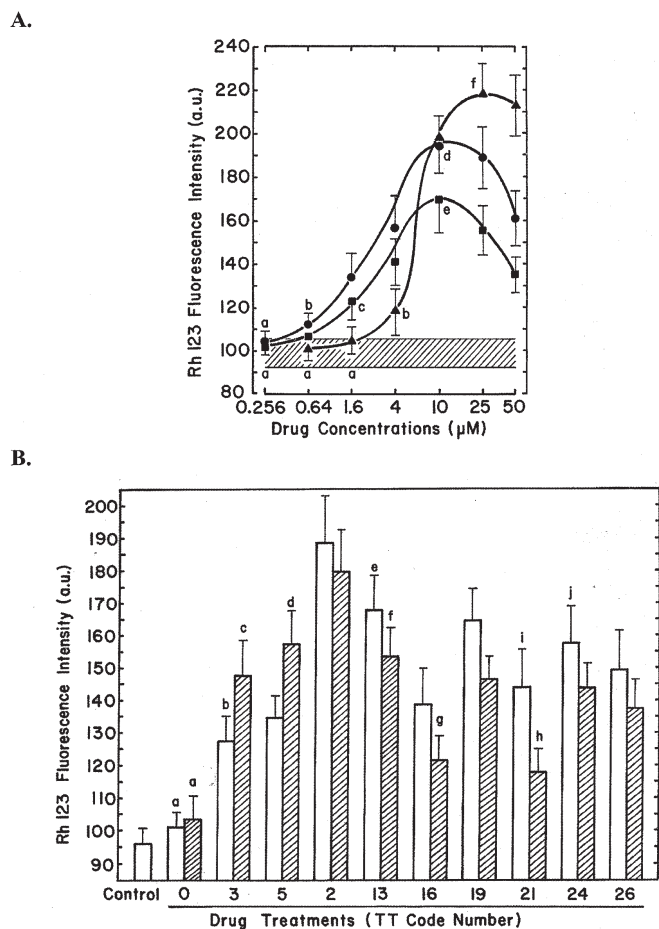 A.
240
220
200
180
160
140
120
100
80
Rh 123 Fluorescence Intensity (a.u.)
f
d
e
a b c b
a a a
0.256 0.64 1.6 4 10 25 50
Drug Concentrations (μM)
B.
200
190
180
170
160
150
140
130
120
110
100
90
Rh 123 Fluorescence Intensity (a.u.)
a a b c d e f g i h j
Control 0 3 5 2 13 16 19 21 24 26
Drug Treatments (TT Code Number)